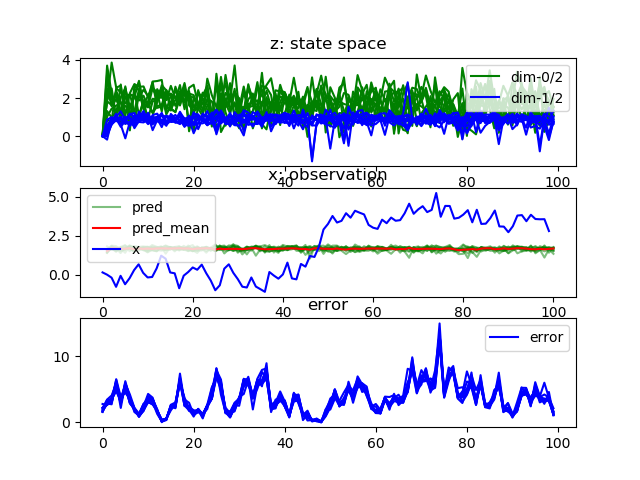 z: state space
4
2
0
dim-0/2
dim-1/2
0 20 40 60 80 100
x: observation
5.0
2.5
0.0
pred
pred_mean
x
0 20 40 60 80 100
error
10
0
error
0 20 40 60 80 100